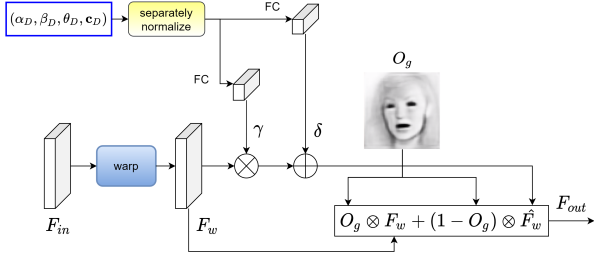 (α_D, β_D, θ_D, c_D)
separately
normalize
FC
FC
O_g
γ
δ
warp
F_in
F_w
O_g ⊗ F_w + (1 − O_g) ⊗ F̂_w
F_out